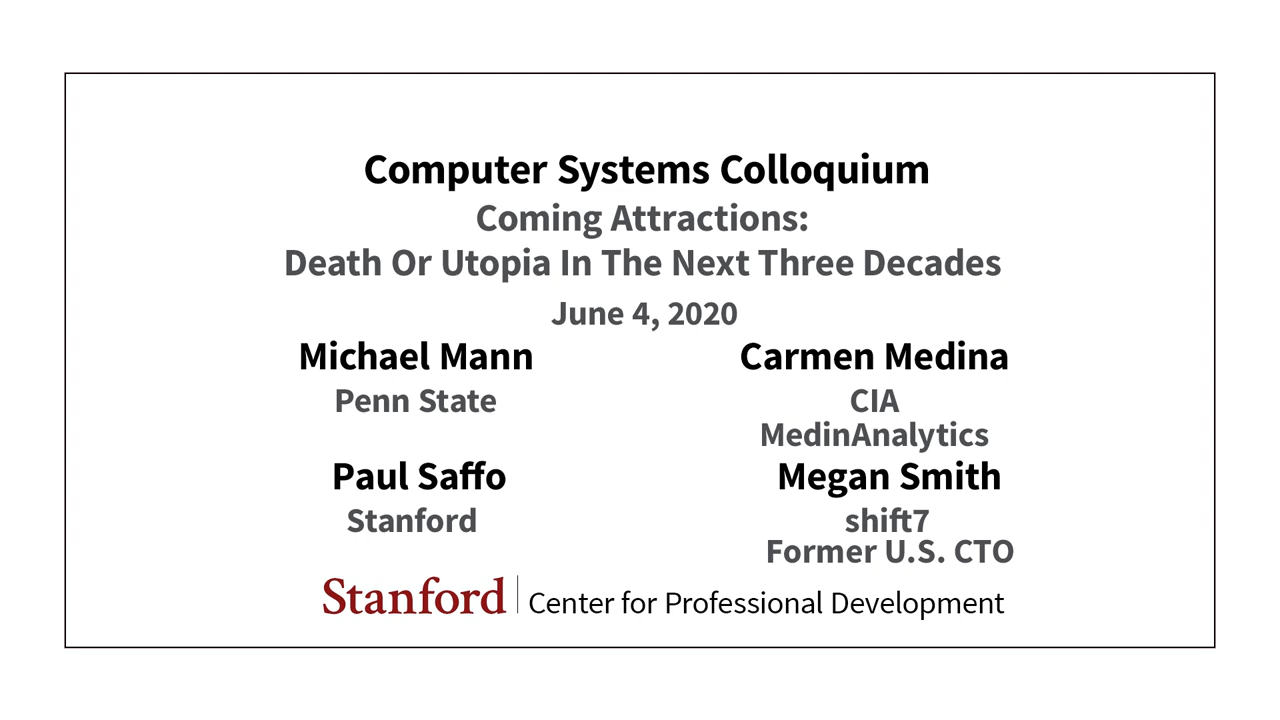 Computer Systems Colloquium
Coming Attractions:
Death Or Utopia In The Next Three Decades
June 4, 2020
Michael Mann
Penn State
Carmen Medina
CIA
MedinAnalytics
Paul Saffo
Stanford
Megan Smith
shift7
Former U.S. CTO
Stanford Center for Professional Development